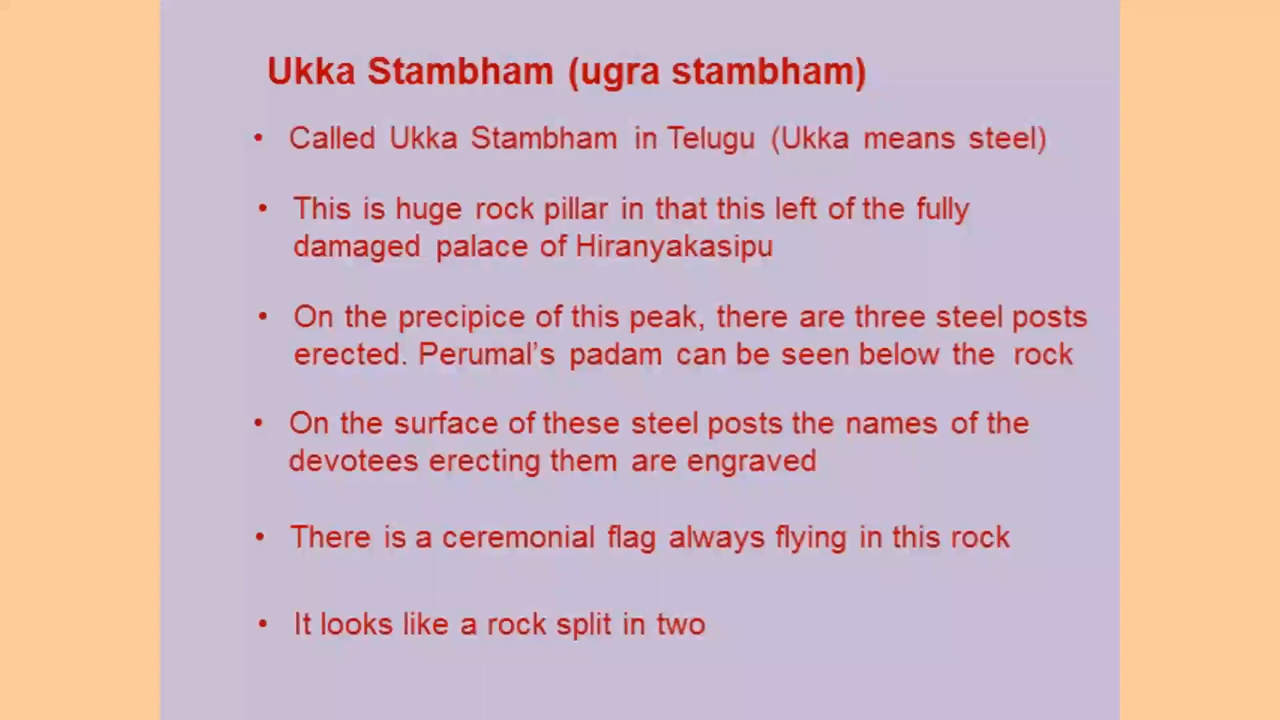 Ukka Stambham (ugra stambham)
• Called Ukka Stambham in Telugu (Ukka means steel)
• This is huge rock pillar in that this left of the fully
damaged palace of Hiranyakasipu
• On the precipice of this peak, there are three steel posts
erected. Perumal’s padam can be seen below the rock
• On the surface of these steel posts the names of the
devotees erecting them are engraved
• There is a ceremonial flag always flying in this rock
• It looks like a rock split in two